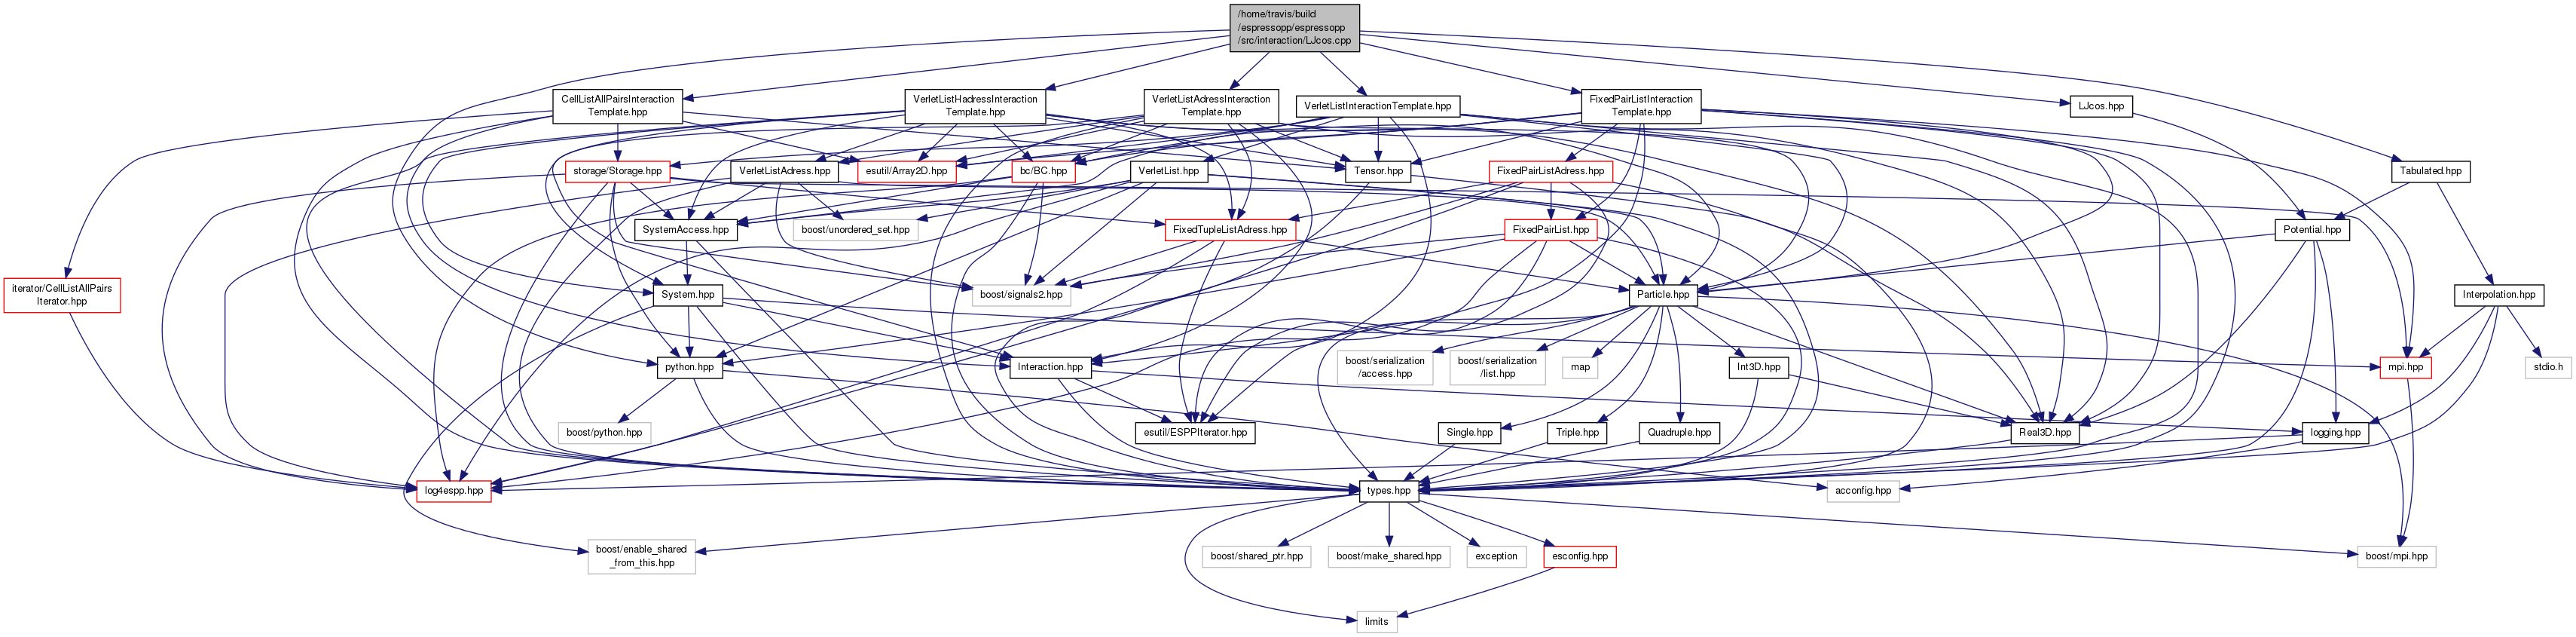 /home/travis/build
/espressopp/espressopp
/src/interaction/LJcos.cpp
CellListAllPairsInteraction
Template.hpp
VerletListHadressInteraction
Template.hpp
VerletListAdressInteraction
Template.hpp
VerletListInteractionTemplate.hpp
FixedPairListInteraction
Template.hpp
LJcos.hpp
storage/Storage.hpp
VerletListAdress.hpp
esutil/Array2D.hpp
bc/BC.hpp
VerletList.hpp
Tensor.hpp
FixedPairListAdress.hpp
Tabulated.hpp
SystemAccess.hpp
boost/unordered_set.hpp
FixedTupleListAdress.hpp
FixedPairList.hpp
Potential.hpp
iterator/CellListAllPairs
Iterator.hpp
System.hpp
boost/signals2.hpp
Particle.hpp
Interpolation.hpp
python.hpp
Interaction.hpp
boost/serialization
/access.hpp
boost/serialization
/list.hpp
map
Int3D.hpp
mpi.hpp
stdio.h
boost/python.hpp
esutil/ESPPIterator.hpp
Single.hpp
Triple.hpp
Quadruple.hpp
Real3D.hpp
logging.hpp
log4espp.hpp
types.hpp
acconfig.hpp
boost/enable_shared
_from_this.hpp
boost/shared_ptr.hpp
boost/make_shared.hpp
exception
esconfig.hpp
boost/mpi.hpp
limits